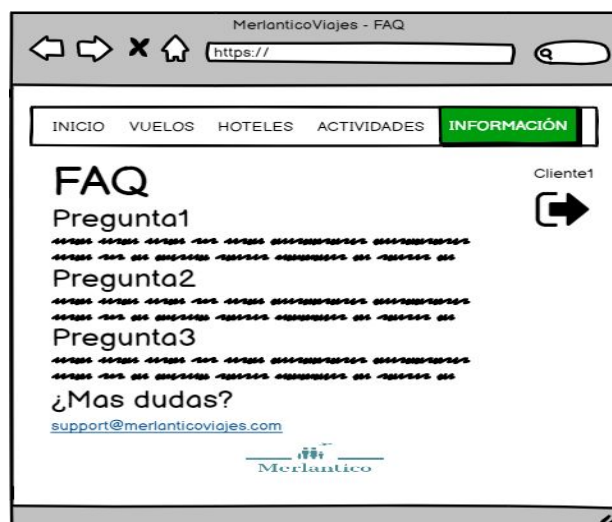 MerlanticoViajes - FAQ
https://
INICIO VUELOS HOTELES ACTIVIDADES INFORMACIÓN
FAQ
Cliente1
Pregunta1
Pregunta2
Pregunta3
¿Mas dudas?
support@merlanticoviajes.com
Merlantico